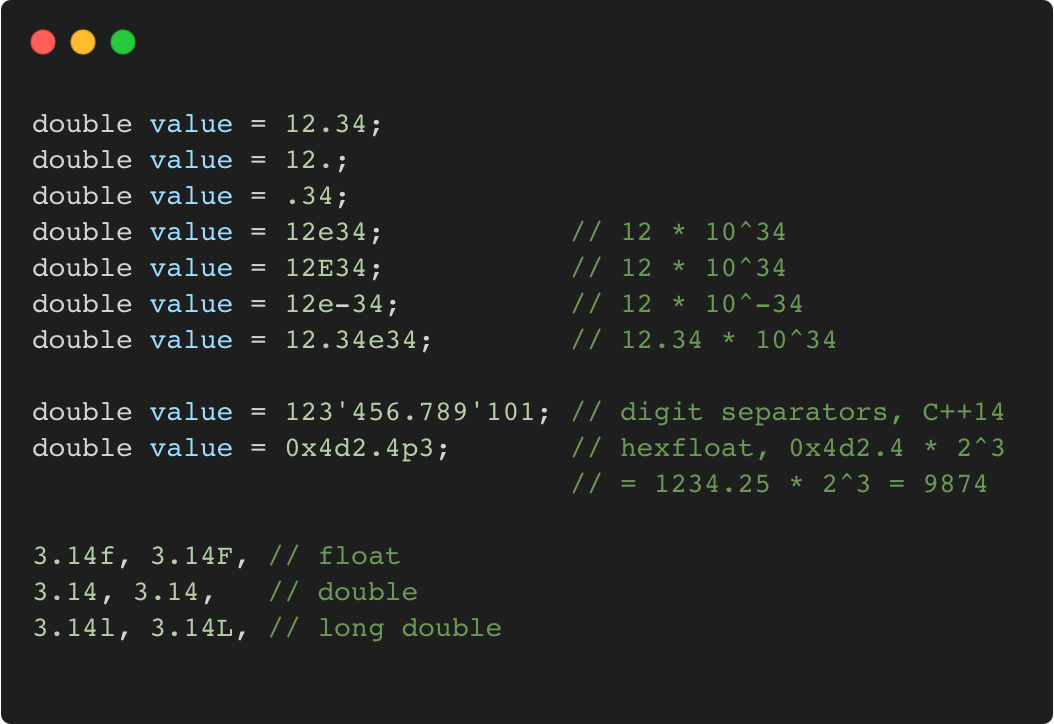 double value = 12.34;
double value = 12.;
double value = .34;
double value = 12e34;           // 12 * 10^34
double value = 12E34;           // 12 * 10^34
double value = 12e-34;          // 12 * 10^-34
double value = 12.34e34;        // 12.34 * 10^34
double value = 123'456.789'101; // digit separators, C++14
double value = 0x4d2.4p3;       // hexfloat, 0x4d2.4 * 2^3
                                // = 1234.25 * 2^3 = 9874
3.14f, 3.14F, // float
3.14, 3.14,   // double
3.14l, 3.14L, // long double